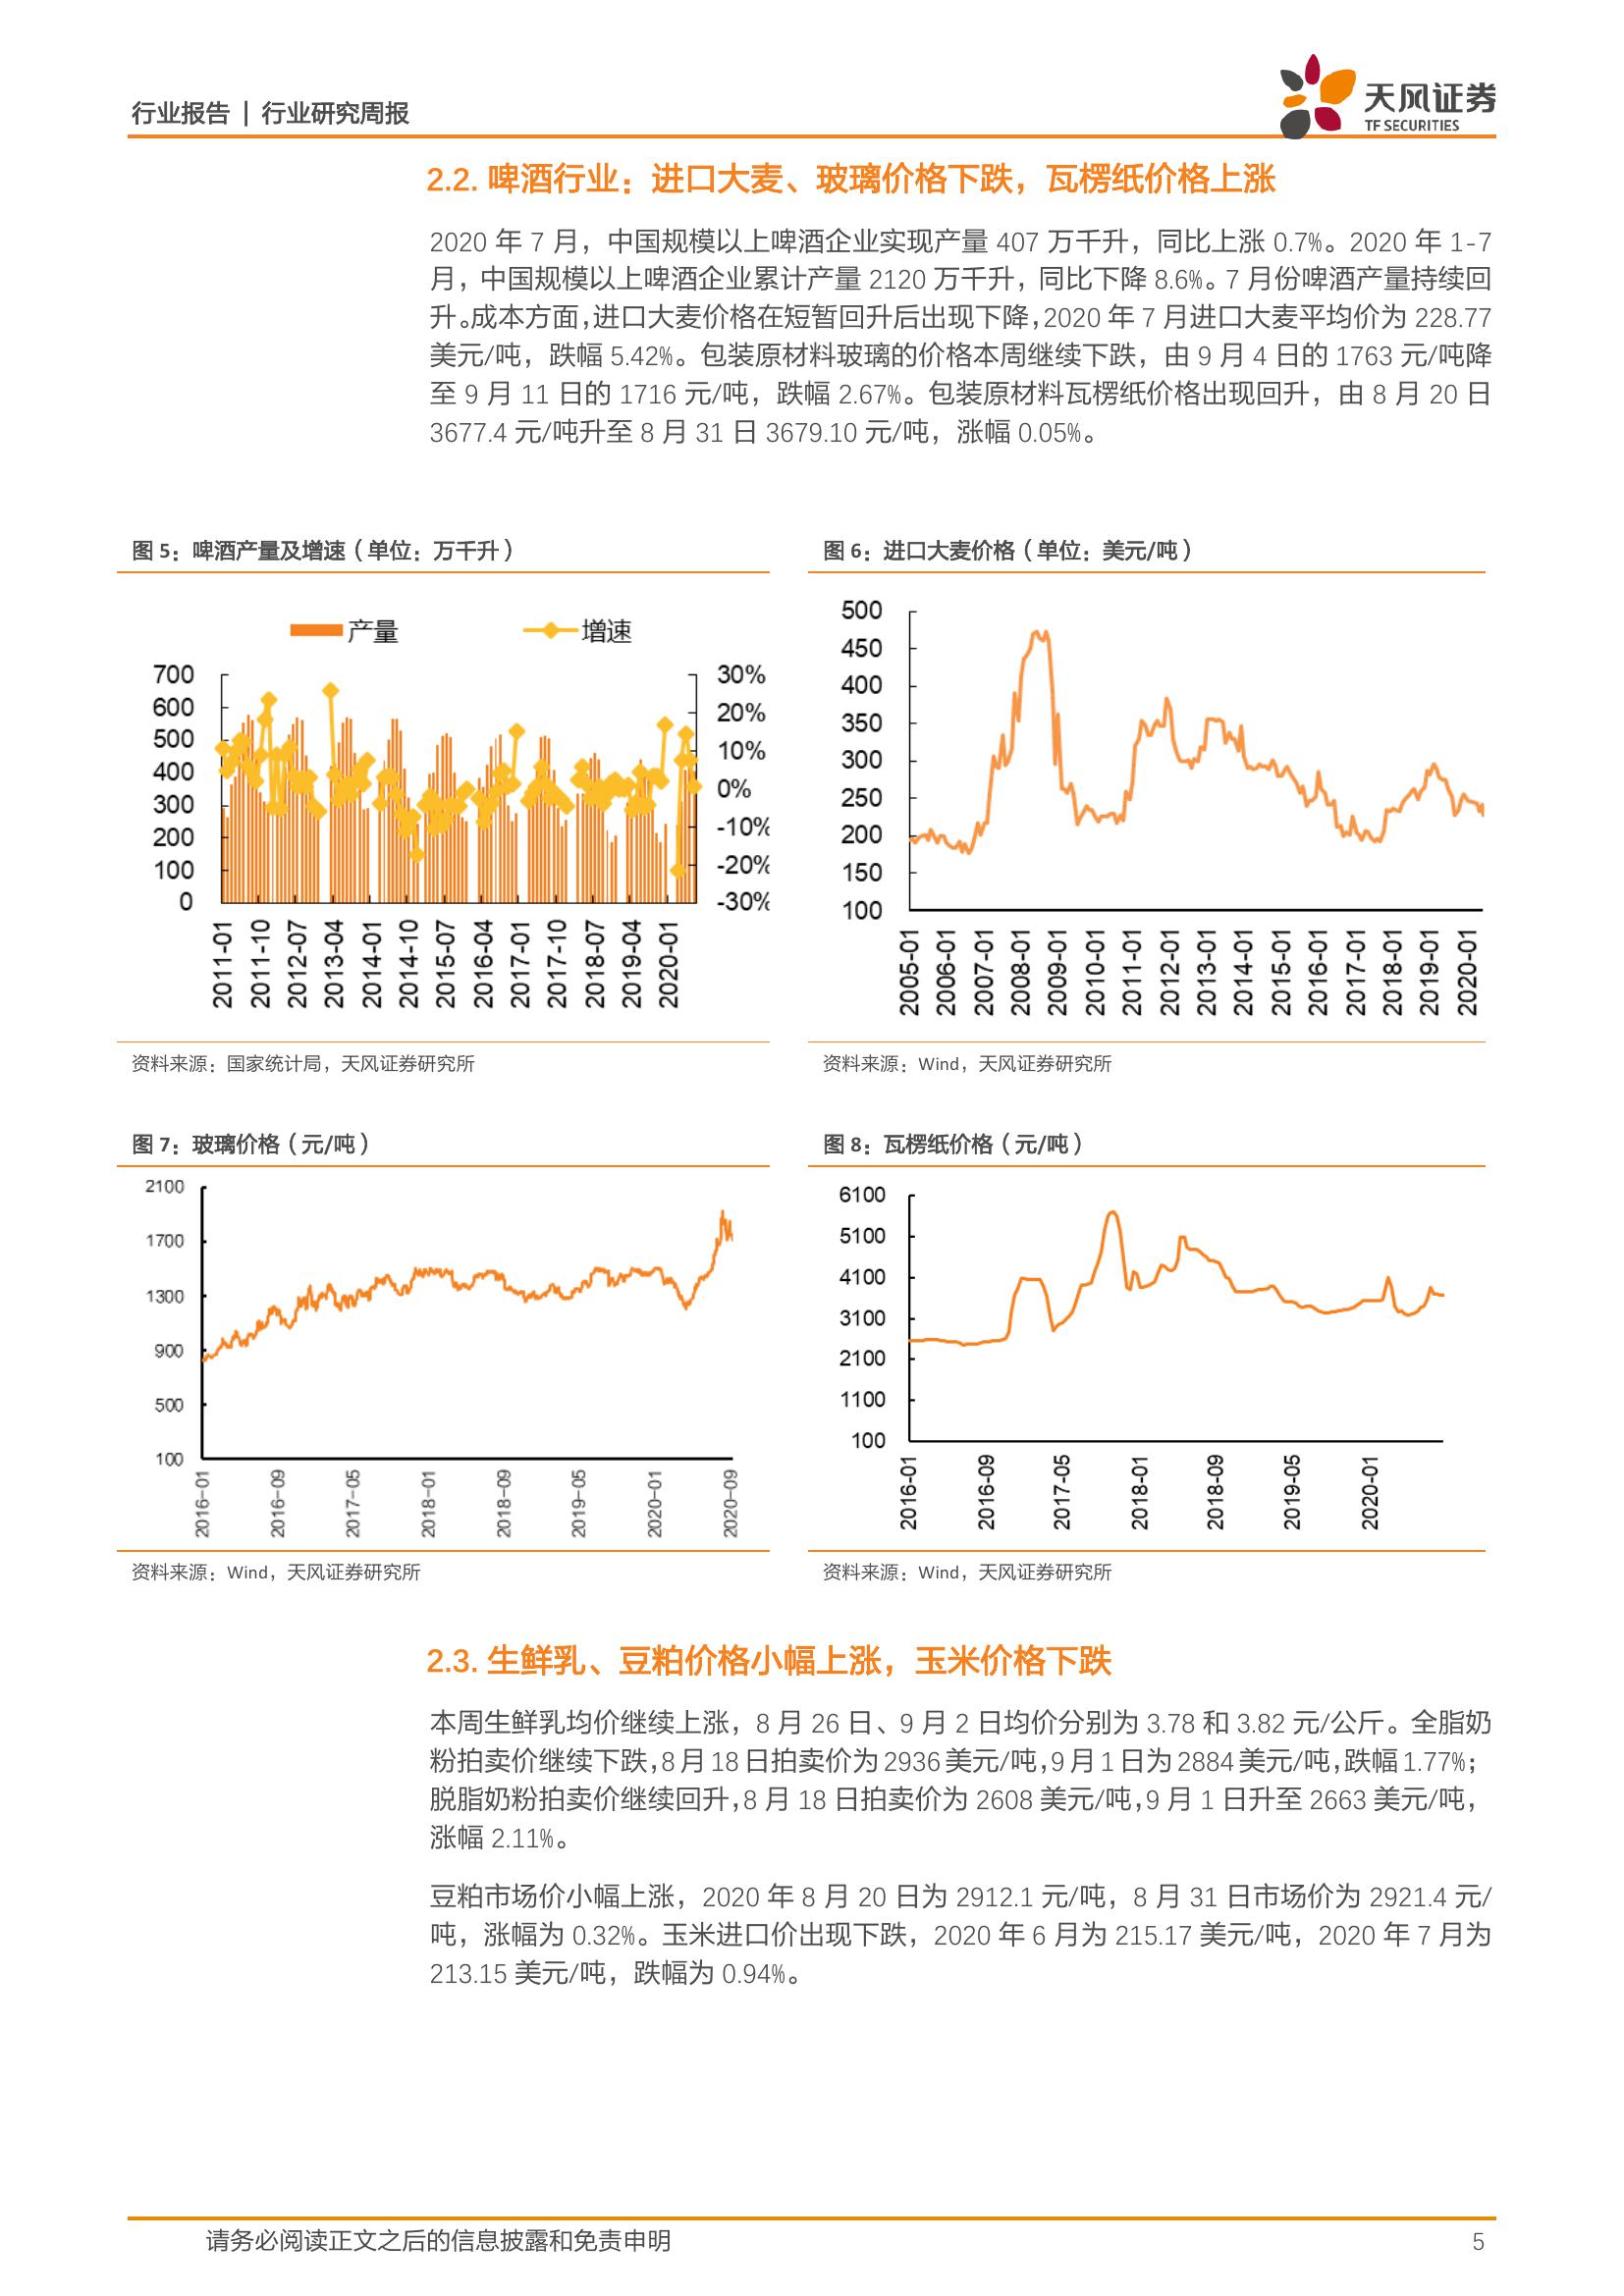 行业报告 | 行业研究周报
天风证券
TF SECURITIES
2.2. 啤酒行业：进口大麦、玻璃价格下跌，瓦楞纸价格上涨
2020 年 7 月，中国规模以上啤酒企业实现产量 407 万千升，同比上涨 0.7%。2020 年 1-7
月，中国规模以上啤酒企业累计产量 2120 万千升，同比下降 8.6%。7 月份啤酒产量持续回
升。成本方面，进口大麦价格在短暂回升后出现下降，2020 年 7 月进口大麦平均价为 228.77
美元/吨，跌幅 5.42%。包装原材料玻璃的价格本周继续下跌，由 9 月 4 日的 1763 元/吨降
至 9 月 11 日的 1716 元/吨，跌幅 2.67%。包装原材料瓦楞纸价格出现回升，由 8 月 20 日
3677.4 元/吨升至 8 月 31 日 3679.10 元/吨，涨幅 0.05%。
图 5：啤酒产量及增速（单位：万千升）
产量 增速
700
600
500
400
300
200
100
0
30%
20%
10%
0%
-10%
-20%
-30%
2011-01
2011-10
2012-07
2013-04
2014-01
2014-10
2015-07
2016-04
2017-01
2017-10
2018-07
2019-04
2020-01
资料来源：国家统计局，天风证券研究所
图 6：进口大麦价格（单位：美元/吨）
500
450
400
350
300
250
200
150
100
2005-01
2006-01
2007-01
2008-01
2009-01
2010-01
2011-01
2012-01
2013-01
2014-01
2015-01
2016-01
2017-01
2018-01
2019-01
2020-01
资料来源：Wind，天风证券研究所
图 7：玻璃价格（元/吨）
2100
1700
1300
900
500
100
2016-01
2016-09
2017-05
2018-01
2018-09
2019-05
2020-01
2020-09
资料来源：Wind，天风证券研究所
图 8：瓦楞纸价格（元/吨）
6100
5100
4100
3100
2100
1100
100
2016-01
2016-09
2017-05
2018-01
2018-09
2019-05
2020-01
资料来源：Wind，天风证券研究所
2.3. 生鲜乳、豆粕价格小幅上涨，玉米价格下跌
本周生鲜乳均价继续上涨，8 月 26 日、9 月 2 日均价分别为 3.78 和 3.82 元/公斤。全脂奶
粉拍卖价继续下跌，8 月 18 日拍卖价为 2936 美元/吨，9 月 1 日为 2884 美元/吨，跌幅 1.77%；
脱脂奶粉拍卖价继续回升，8 月 18 日拍卖价为 2608 美元/吨，9 月 1 日升至 2663 美元/吨，
涨幅 2.11%。
豆粕市场价小幅上涨，2020 年 8 月 20 日为 2912.1 元/吨，8 月 31 日市场价为 2921.4 元/
吨，涨幅为 0.32%。玉米进口价出现下跌，2020 年 6 月为 215.17 美元/吨，2020 年 7 月为
213.15 美元/吨，跌幅为 0.94%。
请务必阅读正文之后的信息披露和免责申明
5